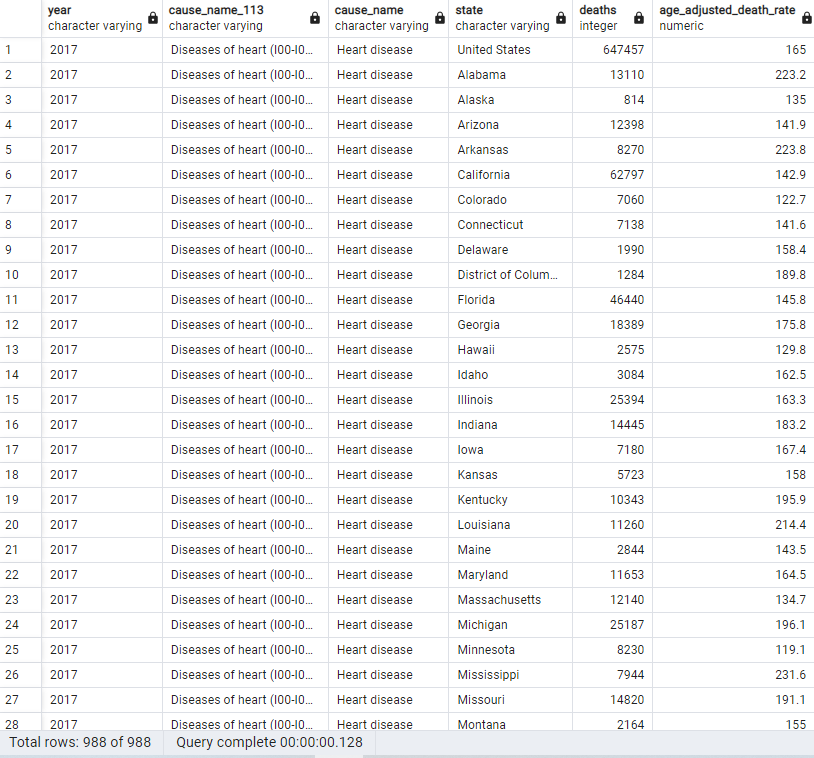 year cause_name_113 cause_name state deaths age_adjusted_death_rate
character varying character varying character varying character varying integer numeric
1 2017 Diseases of heart (I00-I0... Heart disease United States 647457 165
2 2017 Diseases of heart (I00-I0... Heart disease Alabama 13110 223.2
3 2017 Diseases of heart (I00-I0... Heart disease Alaska 814 135
4 2017 Diseases of heart (I00-I0... Heart disease Arizona 12398 141.9
5 2017 Diseases of heart (I00-I0... Heart disease Arkansas 8270 223.8
6 2017 Diseases of heart (I00-I0... Heart disease California 62797 142.9
7 2017 Diseases of heart (I00-I0... Heart disease Colorado 7060 122.7
8 2017 Diseases of heart (I00-I0... Heart disease Connecticut 7138 141.6
9 2017 Diseases of heart (I00-I0... Heart disease Delaware 1990 158.4
10 2017 Diseases of heart (I00-I0... Heart disease District of Colum... 1284 189.8
11 2017 Diseases of heart (I00-I0... Heart disease Florida 46440 145.8
12 2017 Diseases of heart (I00-I0... Heart disease Georgia 18389 175.8
13 2017 Diseases of heart (I00-I0... Heart disease Hawaii 2575 129.8
14 2017 Diseases of heart (I00-I0... Heart disease Idaho 3084 162.5
15 2017 Diseases of heart (I00-I0... Heart disease Illinois 25394 163.3
16 2017 Diseases of heart (I00-I0... Heart disease Indiana 14445 183.2
17 2017 Diseases of heart (I00-I0... Heart disease Iowa 7180 167.4
18 2017 Diseases of heart (I00-I0... Heart disease Kansas 5723 158
19 2017 Diseases of heart (I00-I0... Heart disease Kentucky 10343 195.9
20 2017 Diseases of heart (I00-I0... Heart disease Louisiana 11260 214.4
21 2017 Diseases of heart (I00-I0... Heart disease Maine 2844 143.5
22 2017 Diseases of heart (I00-I0... Heart disease Maryland 11653 164.5
23 2017 Diseases of heart (I00-I0... Heart disease Massachusetts 12140 134.7
24 2017 Diseases of heart (I00-I0... Heart disease Michigan 25187 196.1
25 2017 Diseases of heart (I00-I0... Heart disease Minnesota 8230 119.1
26 2017 Diseases of heart (I00-I0... Heart disease Mississippi 7944 231.6
27 2017 Diseases of heart (I00-I0... Heart disease Missouri 14820 191.1
28 2017 Diseases of heart (I00-I0... Heart disease Montana 2164 155
Total rows: 988 of 988 Query complete 00:00:00.128